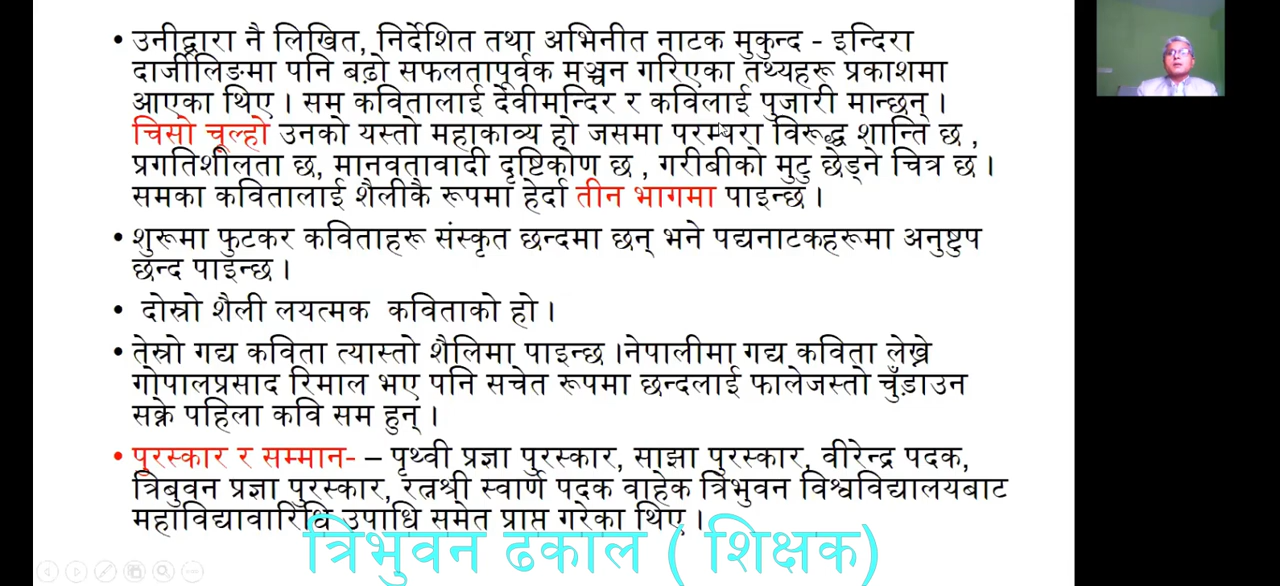 • उनीद्वारा नै लिखित, निर्देशित तथा अभिनीत नाटक मुकुन्द - इन्दिरा
दार्जीलिङमा पनि बढ़ो सफलतापूर्वक मञ्चन गरिएका तथ्यहरू प्रकाशमा
आएका थिए । सम कवितालाई देवीमन्दिर र कविलाई पुजारी मान्छन् ।
चिसो चूल्हो उनको यस्तो महाकाव्य हो जसमा परम्परा विरूद्ध शान्ति छ ,
प्रगतिशीलता छ, मानवतावादी दृष्टिकोण छ , गरीबीको मुटु छेड्ने चित्र छ ।
समका कवितालाई शैलीकै रूपमा हेर्दा तीन भागमा पाइन्छ ।
• शुरूमा फुटकर कविताहरू संस्कृत छन्दमा छन् भने पद्यनाटकहरूमा अनुष्टुप
छन्द पाइन्छ ।
• दोस्रो शैली लयत्मक कविताको हो ।
• तेस्रो गद्य कविता त्यास्तो शैलिमा पाइन्छ ।नेपालीमा गद्य कविता लेख्ने
गोपालप्रसाद रिमाल भए पनि सचेत रूपमा छन्दलाई फालेजस्तो चुँड़ाउन
सक्ने पहिला कवि सम हुन् ।
• पुरस्कार र सम्मान- – पृथ्वी प्रज्ञा पुरस्कार, साझा पुरस्कार, वीरेन्द्र पदक,
त्रिबुवन प्रज्ञा पुरस्कार, रत्नश्री स्वार्ण पदक वाहेक त्रिभुवन विश्वविद्यालयबाट
महाविद्यावारिधि उपाधि समेत प्राप्त गरेका थिए ।
त्रिभुवन ढकाल ( शिक्षक)